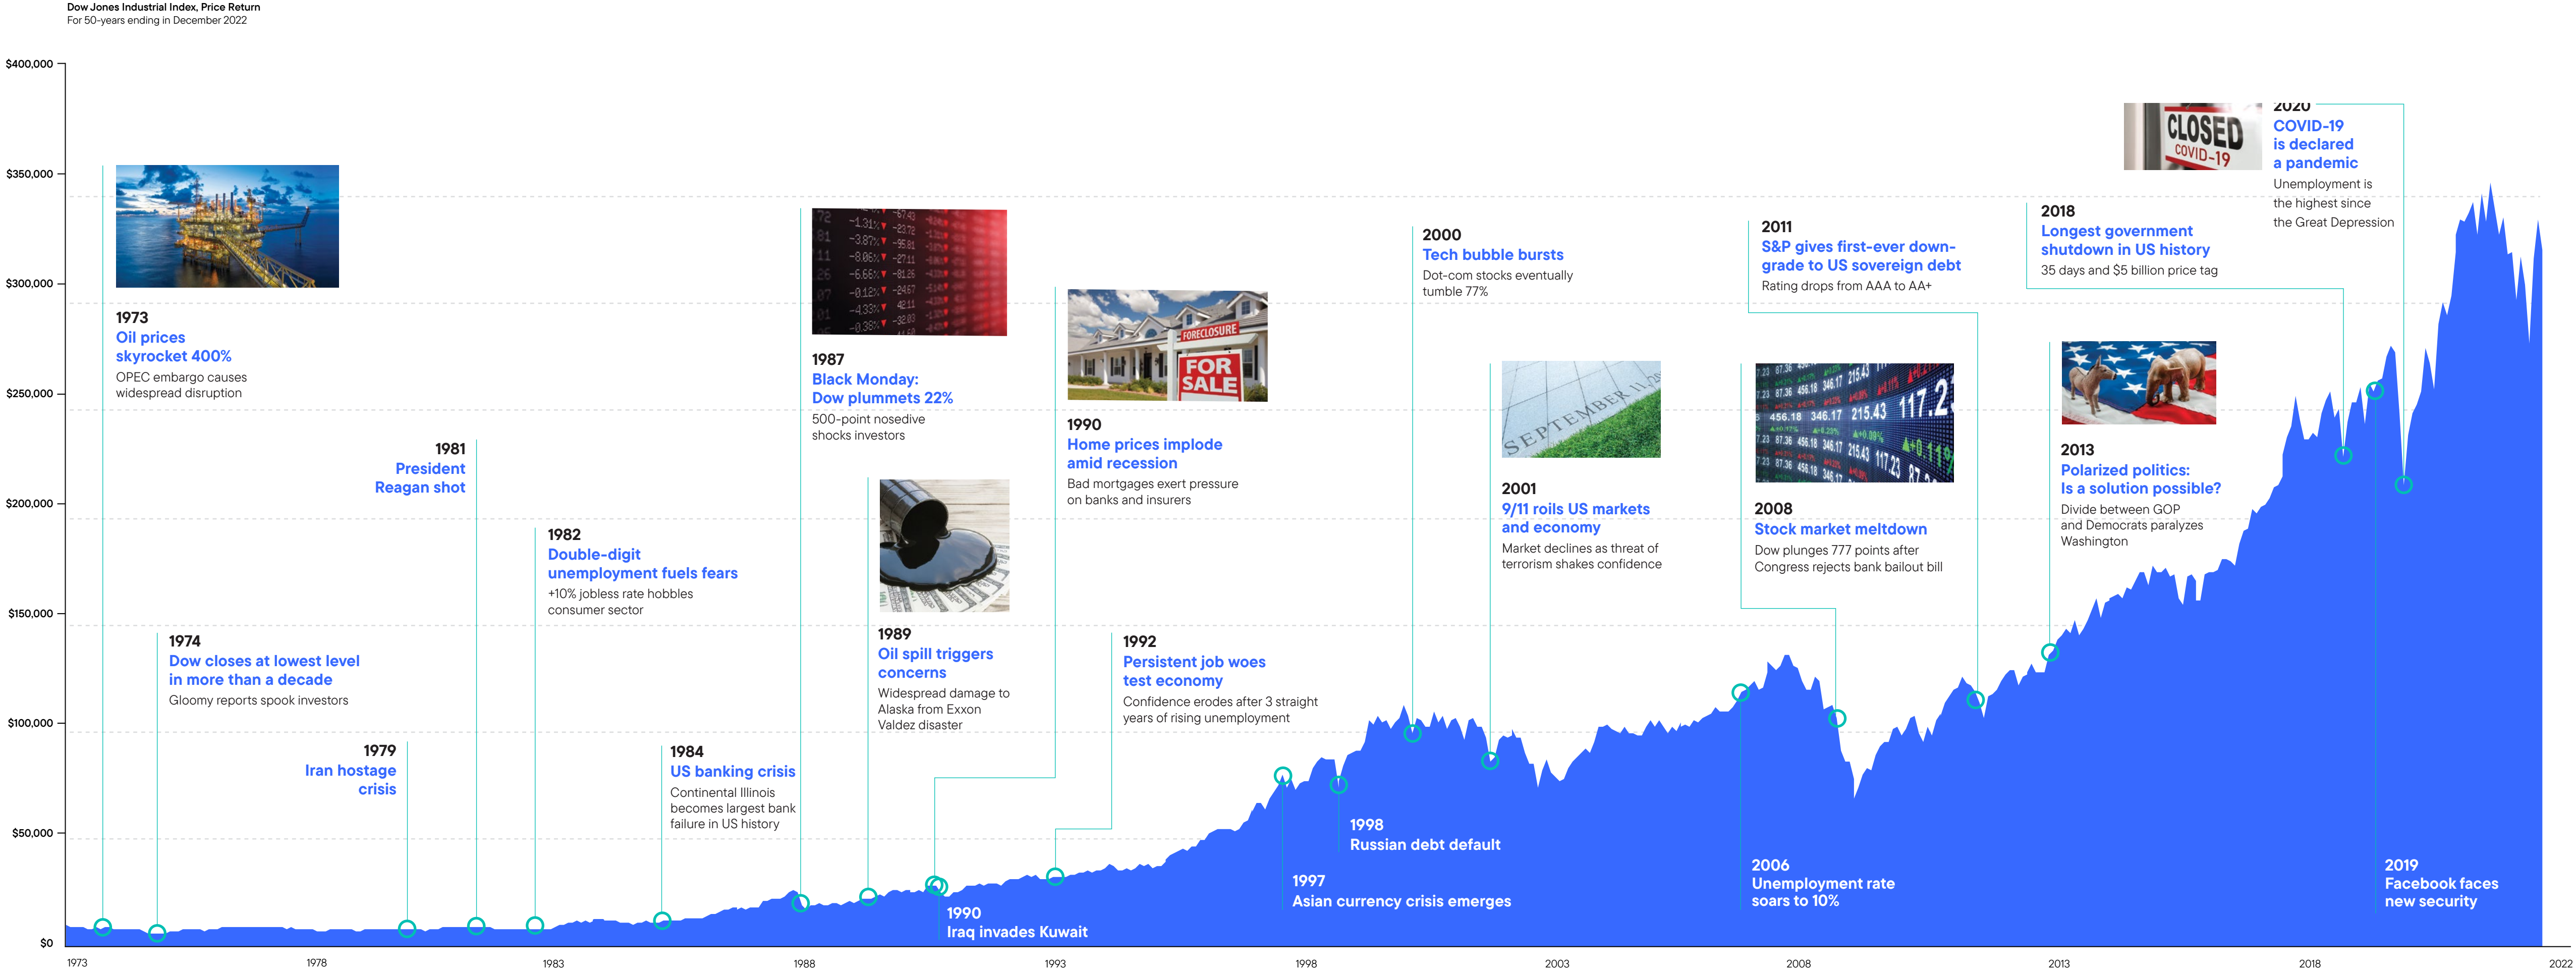 Dow Jones Industrial Index, Price Return
For 50-years ending in December 2022
$400,000
$350,000
$300,000
$250,000
$200,000
$150,000
$100,000
$50,000
$0
1973
Oil prices
skyrocket 400%
OPEC embargo causes
widespread disruption
1974
Dow closes at lowest level
in more than a decade
Gloomy reports spook investors
1979
Iran hostage
crisis
1981
President
Reagan shot
1982
Double-digit
unemployment fuels fears
+10% jobless rate hobbles
consumer sector
1984
US banking crisis
Continental Illinois
becomes largest bank
failure in US history
1987
Black Monday:
Dow plummets 22%
500-point nosedive
shocks investors
1989
Oil spill triggers
concerns
Widespread damage to
Alaska from Exxon
Valdez disaster
FORECLOSURE
FOR
SALE
1990
Home prices implode
amid recession
Bad mortgages exert pressure
on banks and insurers
1990
Iraq invades Kuwait
1992
Persistent job woes
test economy
Confidence erodes after 3 straight
years of rising unemployment
1997
Asian currency crisis emerges
1998
Russian debt default
2000
Tech bubble bursts
Dot-com stocks eventually
tumble 77%
SEPTEMBER
2001
9/11 roils US markets
and economy
Market declines as threat of
terrorism shakes confidence
2006
Unemployment rate
soars to 10%
456.18 346.17 215.43 117.2
2008
Stock market meltdown
Dow plunges 777 points after
Congress rejects bank bailout bill
2011
S&P gives first-ever down-
grade to US sovereign debt
Rating drops from AAA to AA+
2013
Polarized politics:
Is a solution possible?
Divide between GOP
and Democrats paralyzes
Washington
2018
Longest government
shutdown in US history
35 days and $5 billion price tag
2019
Facebook faces
new security
CLOSED
COVID-19
2020
COVID-19
is declared
a pandemic
Unemployment is
the highest since
the Great Depression
1973 1978 1983 1988 1993 1998 2003 2008 2013 2018 2022